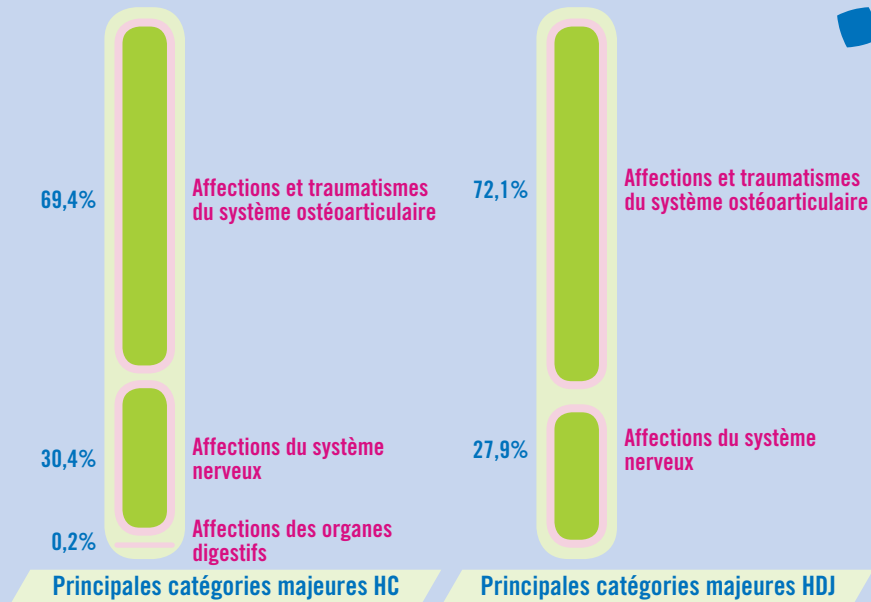 69,4%
Affections et traumatismes
du système ostéoarticulaire
30,4%
Affections du système
nerveux
0,2%
Affections des organes
digestifs
Principales catégories majeures HC
72,1%
Affections et traumatismes
du système ostéoarticulaire
27,9%
Affections du système
nerveux
Principales catégories majeures HDJ